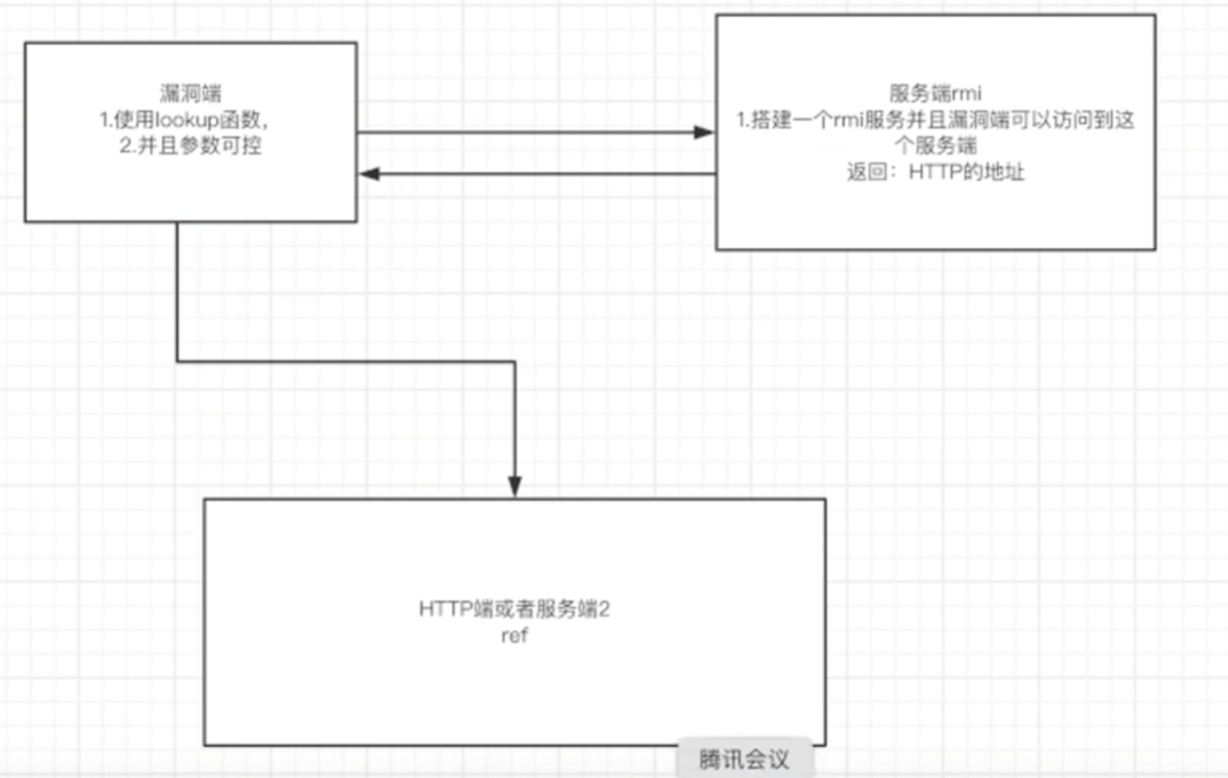 漏洞端
1.使用lookup函数，
2.并且参数可控
服务端rmi
1.搭建一个rmi服务并且漏洞端可以访问到这
个服务端
返回：HTTP的地址
HTTP端或者服务端2
ref
腾讯会议